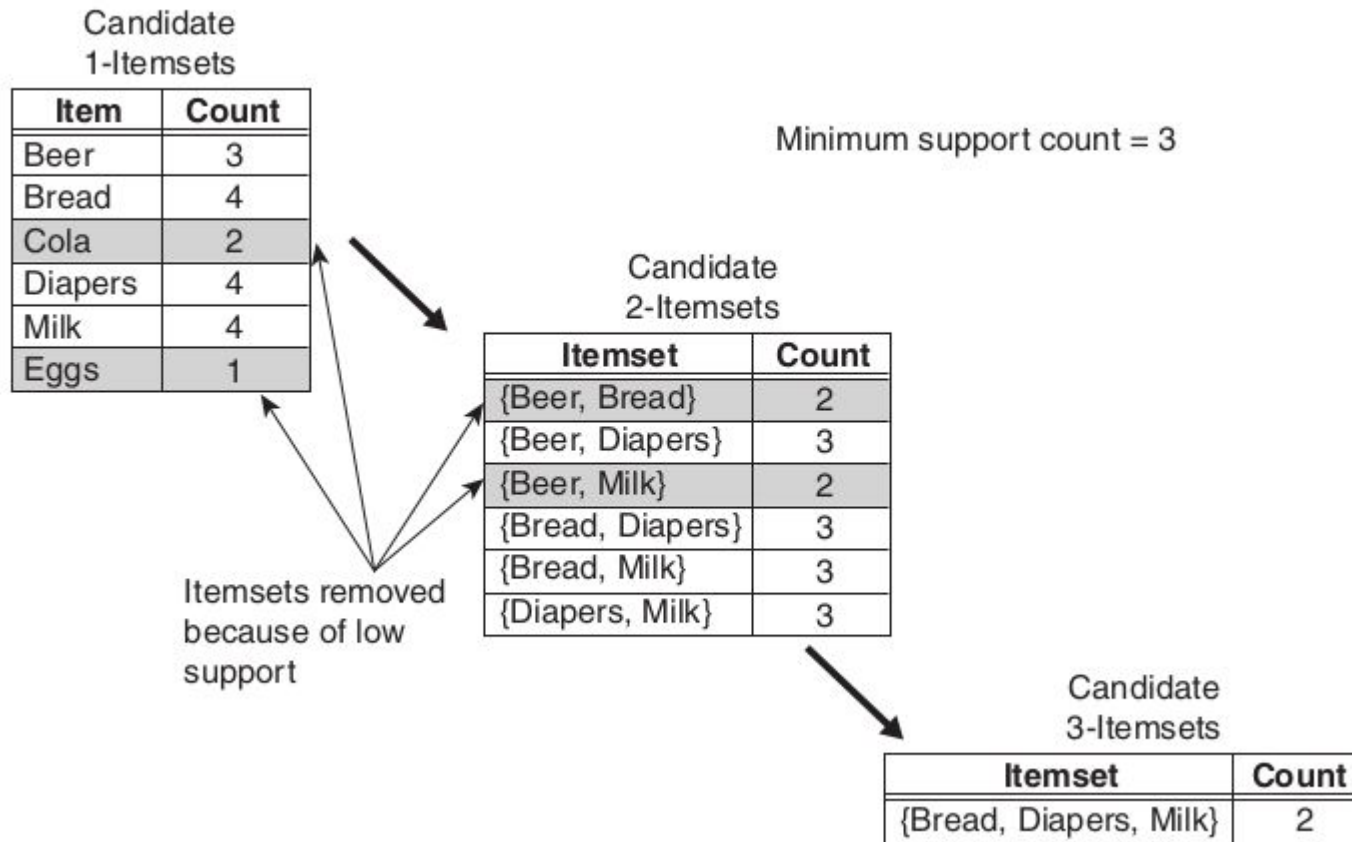 Candidate
1-Itemsets
Item Count
Beer 3
Bread 4
Cola 2
Diapers 4
Milk 4
Eggs 1
Minimum support count = 3
Candidate
2-Itemsets
Itemset Count
{Beer, Bread} 2
{Beer, Diapers} 3
{Beer, Milk} 2
{Bread, Diapers} 3
{Bread, Milk} 3
{Diapers, Milk} 3
Itemsets removed
because of low
support
Candidate
3-Itemsets
Itemset Count
{Bread, Diapers, Milk} 2